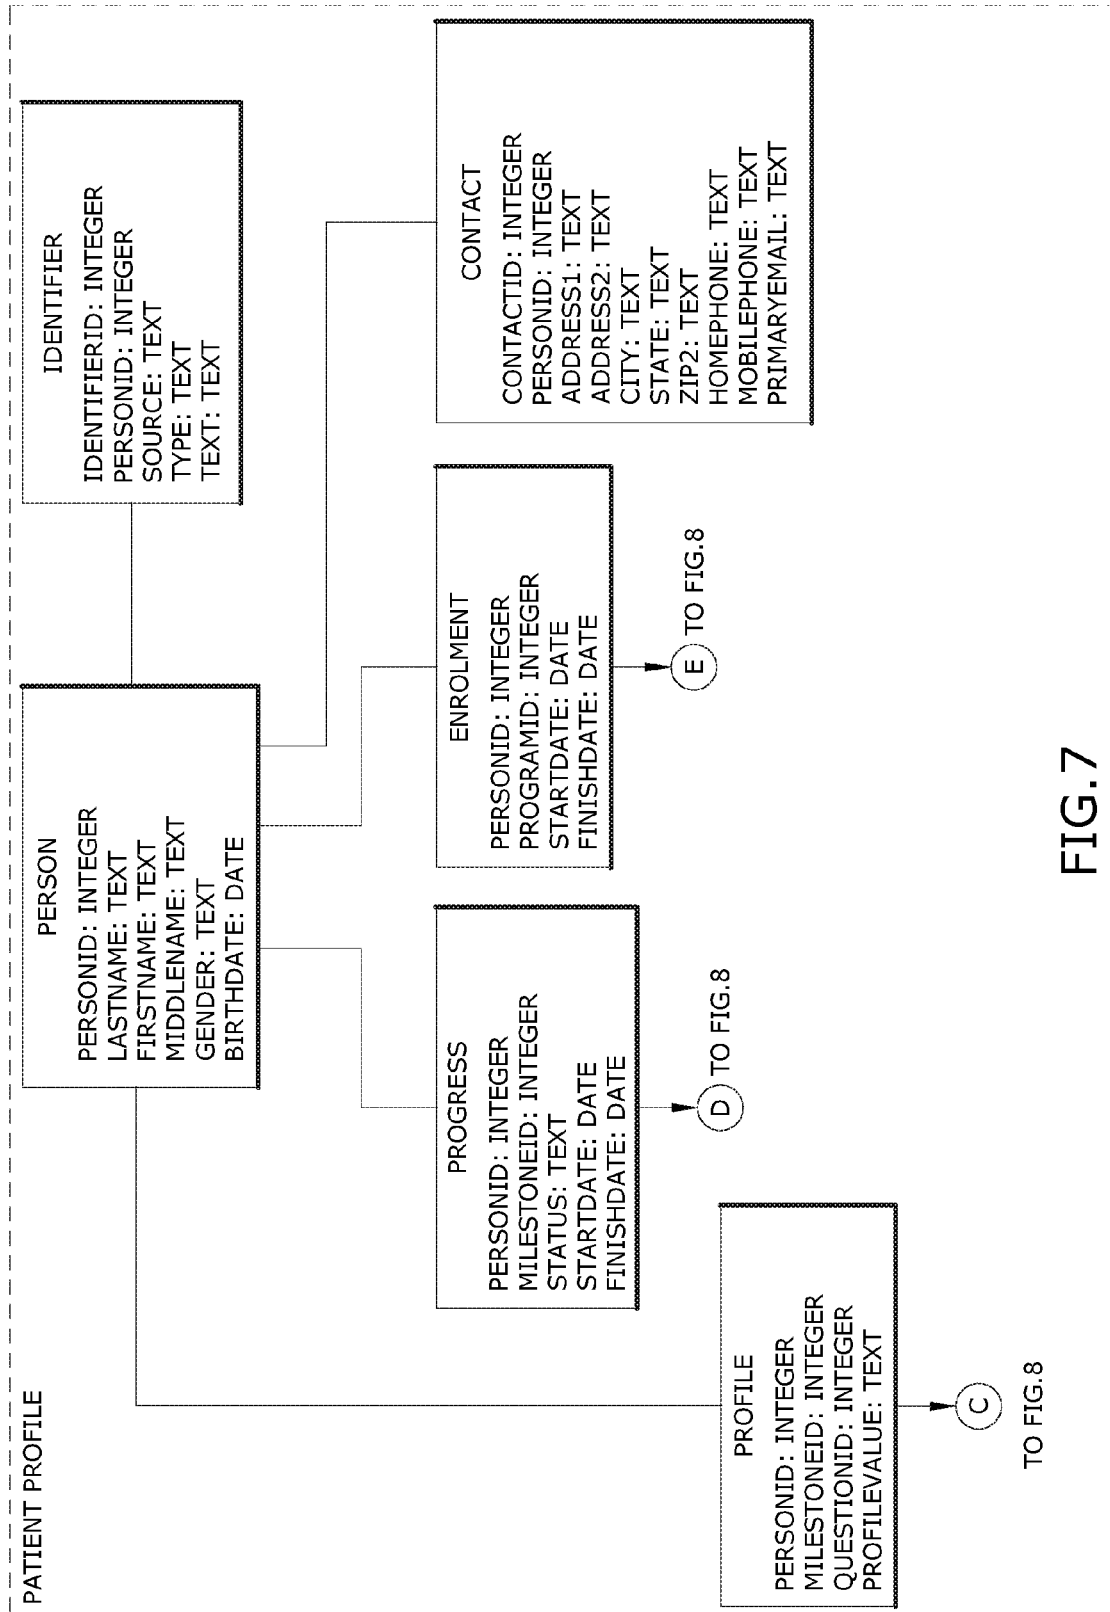 PATIENT PROFILE
PERSON
PERSONID: INTEGER
LASTNAME: TEXT
FIRSTNAME: TEXT
MIDDLENAME: TEXT
GENDER: TEXT
BIRTHDATE: DATE
IDENTIFIER
IDENTIFIERID: INTEGER
PERSONID: INTEGER
SOURCE: TEXT
TYPE: TEXT
TEXT: TEXT
PROFILE
PERSONID: INTEGER
MILESTONEID: INTEGER
QUESTIONID: INTEGER
PROFILEVALUE: TEXT
C
TO FIG.8
PROGRESS
PERSONID: INTEGER
MILESTONEID: INTEGER
STATUS: TEXT
STARTDATE: DATE
FINISHDATE: DATE
D TO FIG.8
ENROLMENT
PERSONID: INTEGER
PROGRAMID: INTEGER
STARTDATE: DATE
FINISHDATE: DATE
E TO FIG.8
CONTACT
CONTACTID: INTEGER
PERSONID: INTEGER
ADDRESS1: TEXT
ADDRESS2: TEXT
CITY: TEXT
STATE: TEXT
ZIP2: TEXT
HOMEPHONE: TEXT
MOBILEPHONE: TEXT
PRIMARYEMAIL: TEXT
FIG.7